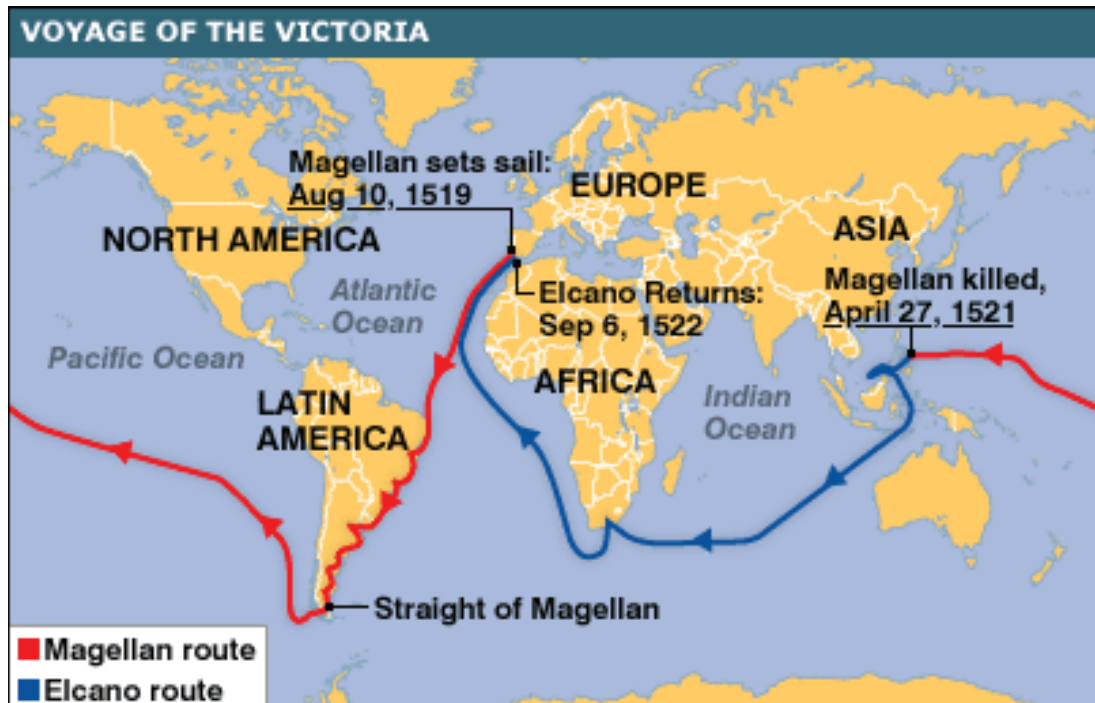 VOYAGE OF THE VICTORIA
Magellan sets sail:
Aug 10, 1519
EUROPE
NORTH AMERICA
ASIA
Atlantic
Ocean
Elcano Returns:
Sep 6, 1522
Magellan killed,
April 27, 1521
Pacific Ocean
AFRICA
LATIN
AMERICA
Indian
Ocean
Straight of Magellan
Magellan route
Elcano route